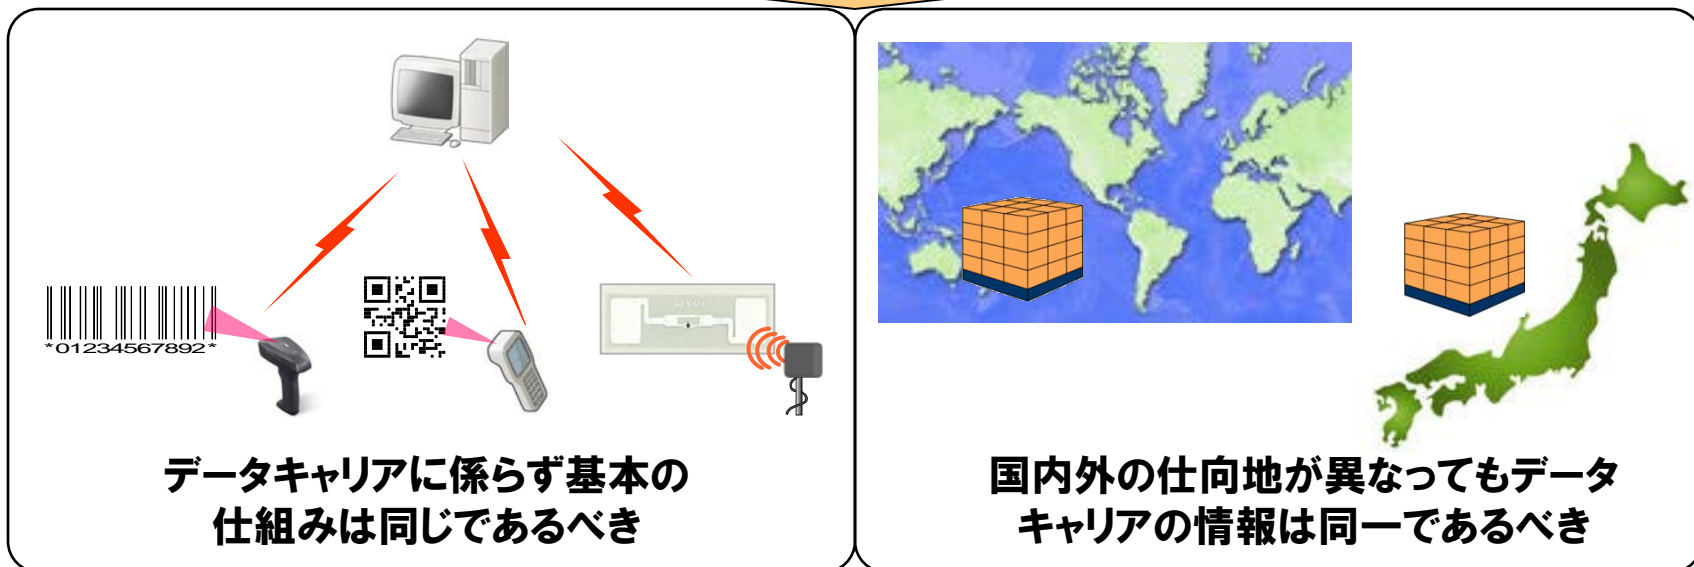 *01234567892*
データキャリアに係らず基本の
仕組みは同じであるべき
国内外の仕向地が異なってもデータ
キャリアの情報は同一であるべき